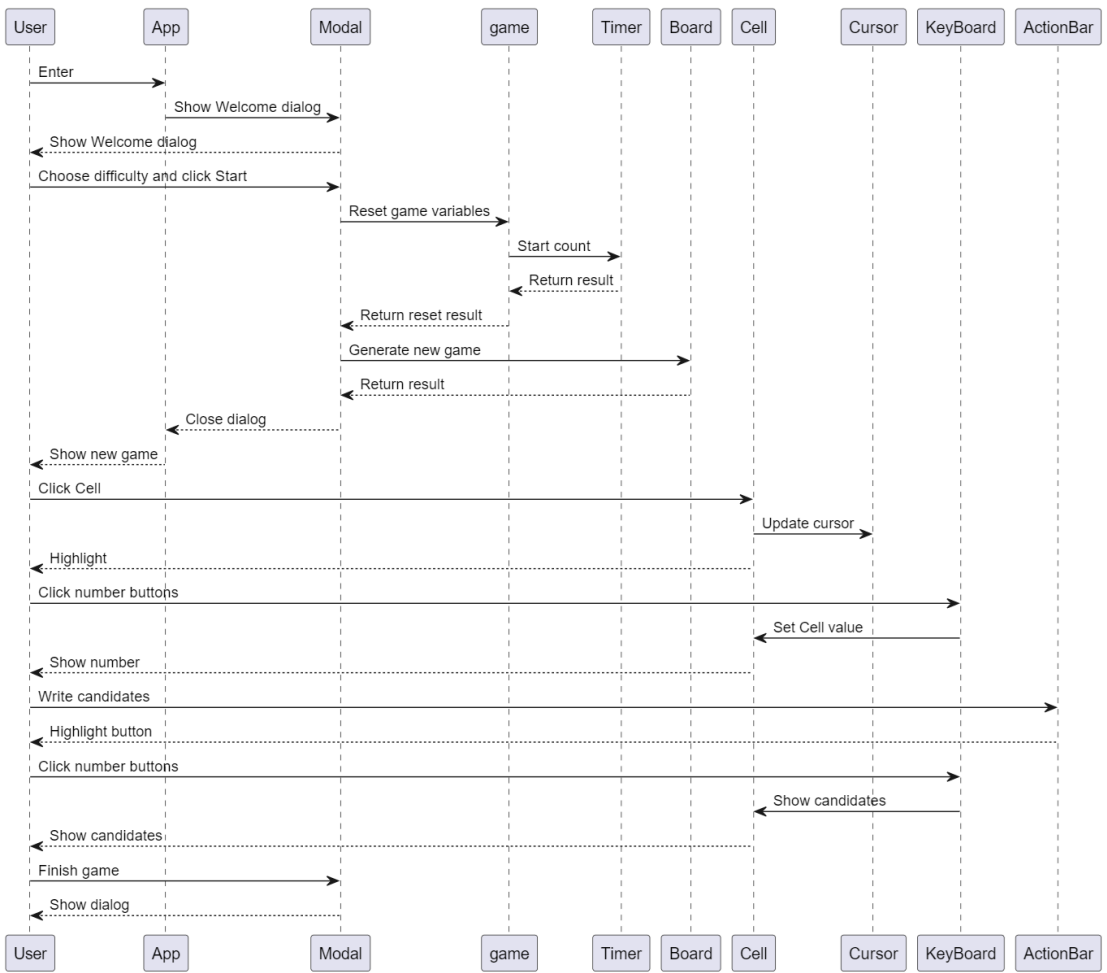 User App Modal game Timer Board Cell Cursor KeyBoard ActionBar
Enter
Show Welcome dialog
Show Welcome dialog
Choose difficulty and click Start
Reset game variables
Start count
Return result
Return reset result
Generate new game
Return result
Close dialog
Show new game
Click Cell
Update cursor
Highlight
Click number buttons
Set Cell value
Show number
Write candidates
Highlight button
Click number buttons
Show candidates
Show candidates
Finish game
Show dialog
User App Modal game Timer Board Cell Cursor KeyBoard ActionBar